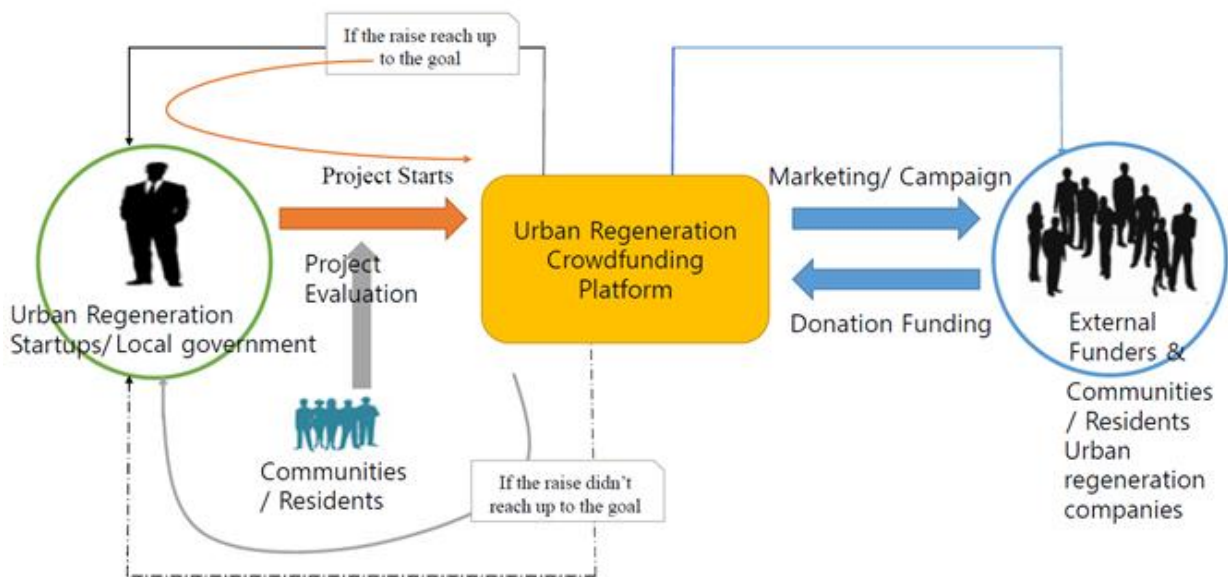 If the raise reach up
to the goal
Project Starts
Marketing/ Campaign
Urban Regeneration
Crowdfunding
Platform
Project
Evaluation
Urban Regeneration
Startups/Local government
Donation Funding
External
Funders &
Communities
/ Residents
Urban
regeneration
companies
Communities
/ Residents
If the raise didn't
reach up to the goal